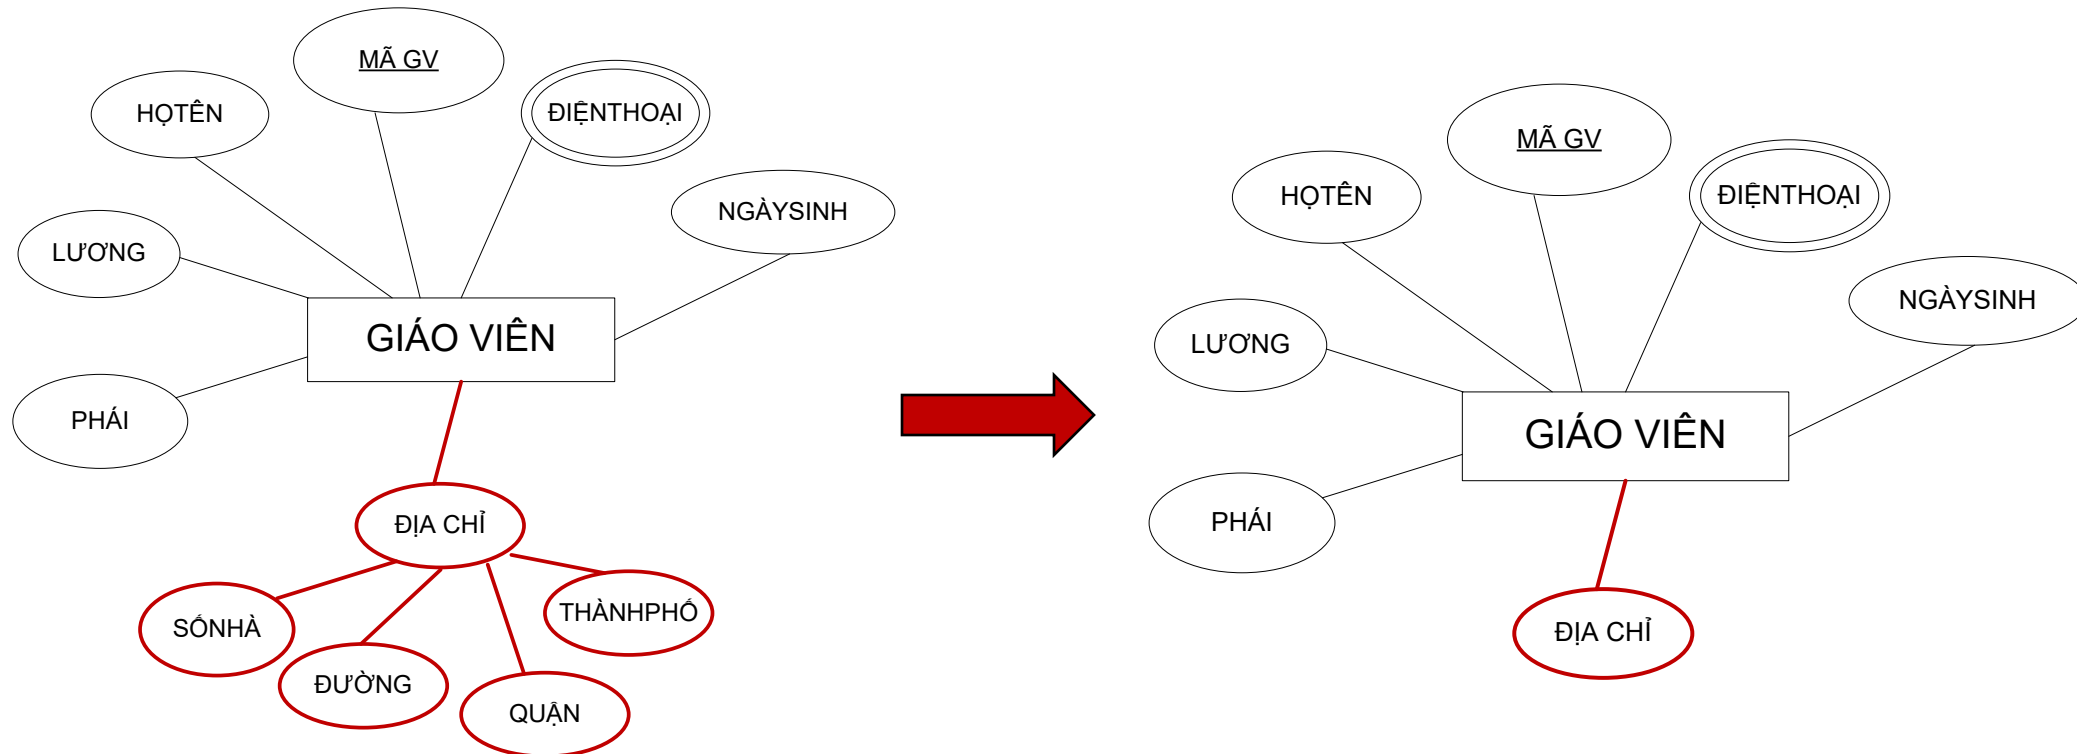 MÃ GV
HỌTÊN
ĐIỆNTHOẠI
NGÀYSINH
LƯƠNG
GIÁO VIÊN
PHÁI
ĐỊA CHỈ
SỐNHÀ
THÀNHPHỐ
ĐƯỜNG
QUẬN
MÃ GV
HỌTÊN
ĐIỆNTHOẠI
NGÀYSINH
LƯƠNG
GIÁO VIÊN
PHÁI
ĐỊA CHỈ